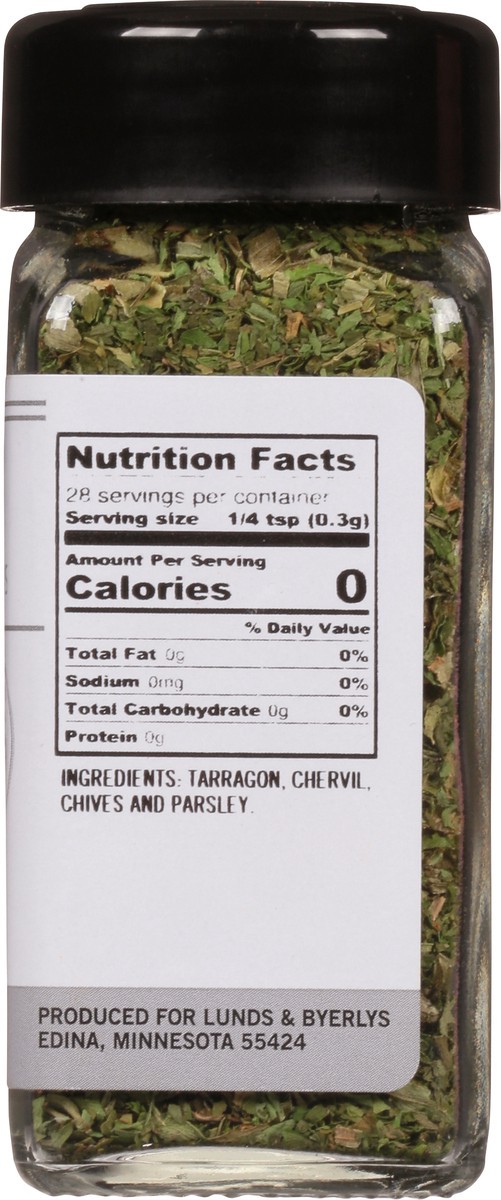 Nutrition Facts
28 servings per container
Serving size 1/4 tsp (0.3g)
Amount Per Serving
Calories 0
% Daily Value
Total Fat 0g 0%
Sodium 0mg 0%
Total Carbohydrate 0g 0%
Protein 0g
INGREDIENTS: TARRAGON, CHERVIL,
CHIVES AND PARSLEY.
PRODUCED FOR LUNDS & BYERLYS
EDINA, MINNESOTA 55424